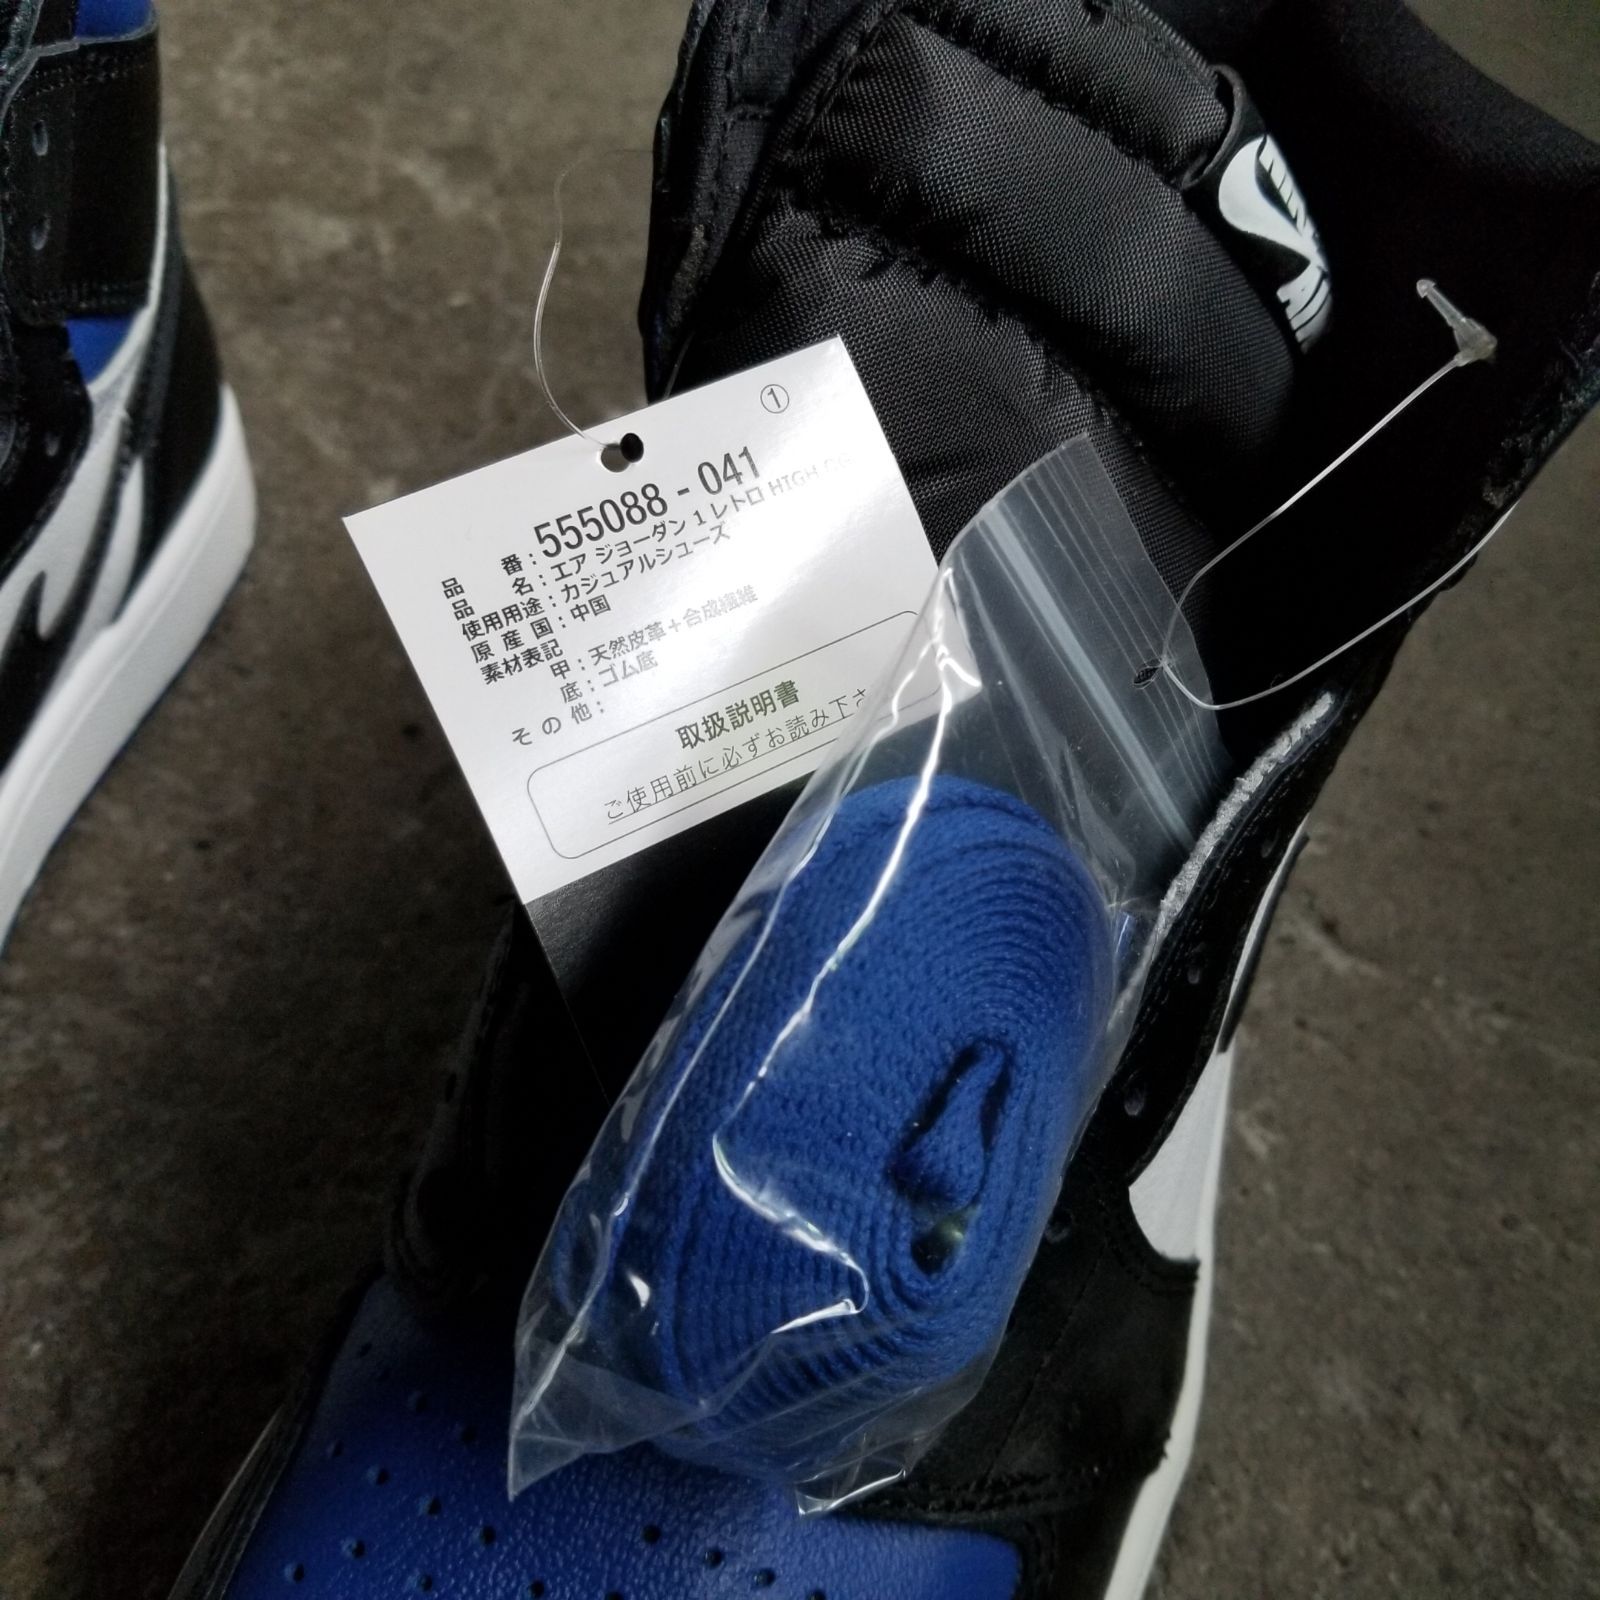 ①
品 番：555088-041
品 名：エア ジョーダン 1 レトロ HIGH OG
使用用途：カジュアルシューズ
原 産 国：中国
素材表記
甲：天然皮革＋合成繊維
底：ゴム底
そ の 他：
取扱説明書
ご使用前に必ずお読み下さ
NIKE
AIR